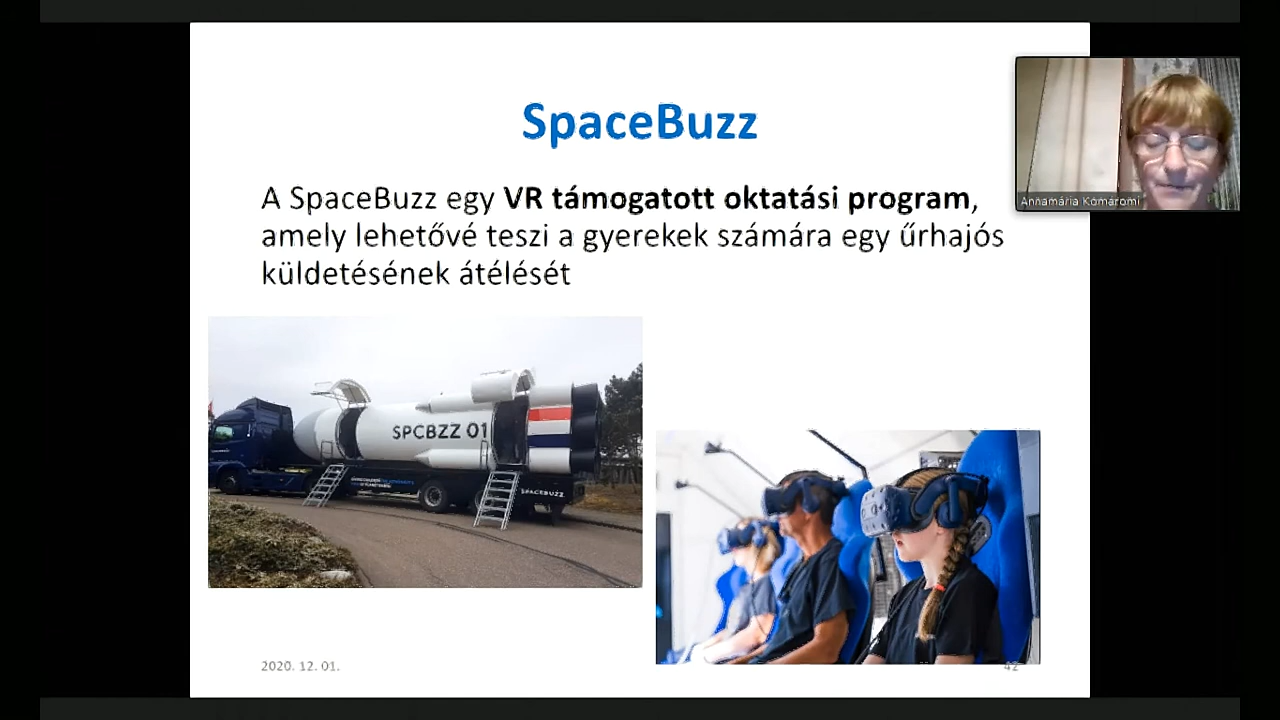 SpaceBuzz
A SpaceBuzz egy VR támogatott oktatási program,
amely lehetővé teszi a gyerekek számára egy űrhajós
küldetésének átélését
Annamária Komáromi
SPCBZZ 01
SPACEBUZZ
2020. 12. 01.
42